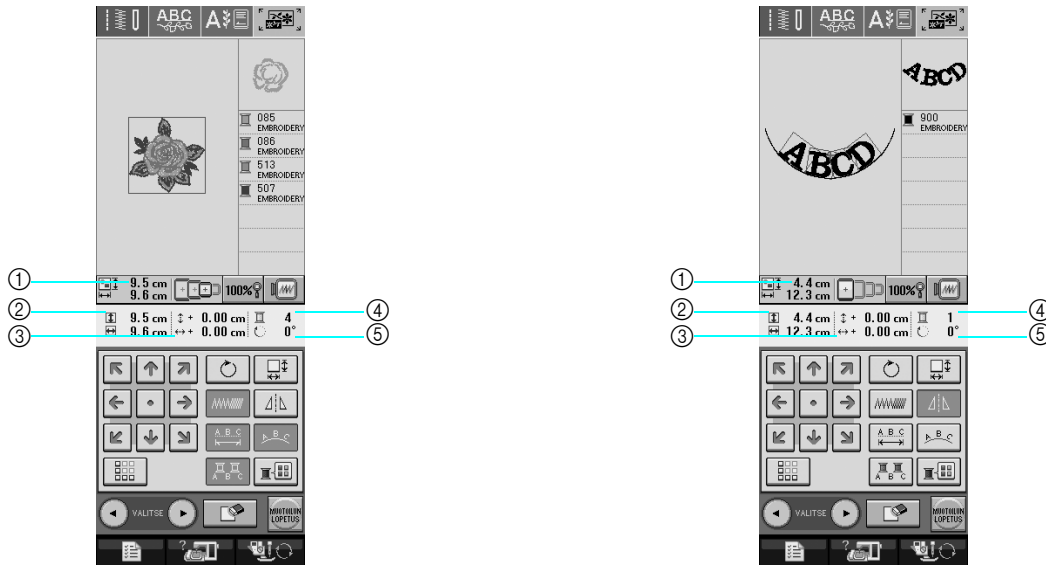 ABC A ABC A
085
EMBROIDERY
086
EMBROIDERY
513
EMBROIDERY
507
EMBROIDERY
① 9.5 cm
9.6 cm 100%
② 9.5 cm + 0.00 cm 4 ④
③ 9.6 cm + 0.00 cm 0° ⑤
A B C A B C
A B C
VALITSE
MUOTOILUN
LOPETUS
?
ABCD
900
EMBROIDERY
ABCD
① 4.4 cm
12.3 cm 100%
② 4.4 cm + 0.00 cm 1 ④
③ 12.3 cm + 0.00 cm 0° ⑤
A B C A B C
A B C
VALITSE
MUOTOILUN
LOPETUS
?